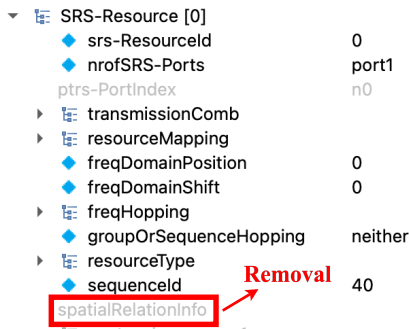 SRS-Resource [0]
srs-ResourceId 0
nrofSRS-Ports port1
ptrs-PortIndex n0
transmissionComb
resourceMapping
freqDomainPosition 0
freqDomainShift 0
freqHopping
groupOrSequenceHopping neither
resourceType
Removal
sequenceId 40
spatialRelationInfo